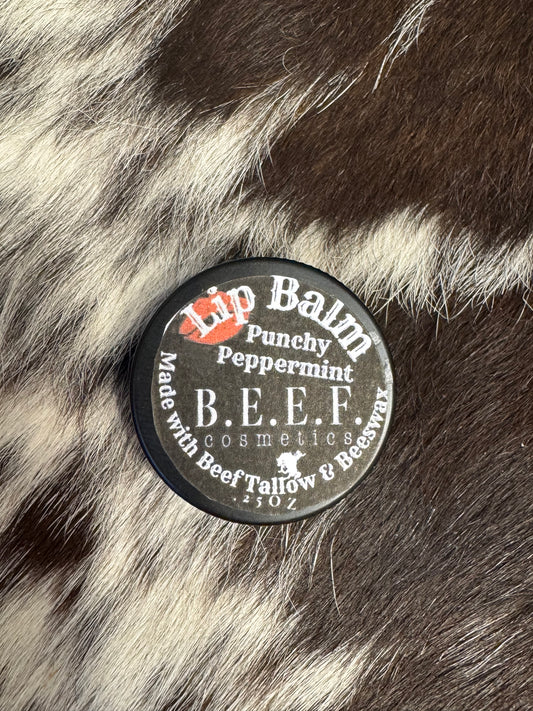 Lip Balm
Punchy
Peppermint
B.E.E.F.
cosmetics
Made with Beef Tallow & Beeswax
.25OZ